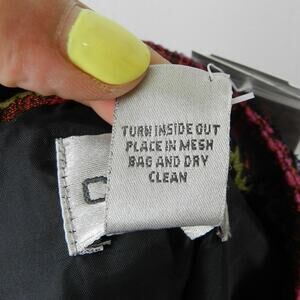 TURN INSIDE OUT
PLACE IN MESH
BAG AND DRY
CLEAN